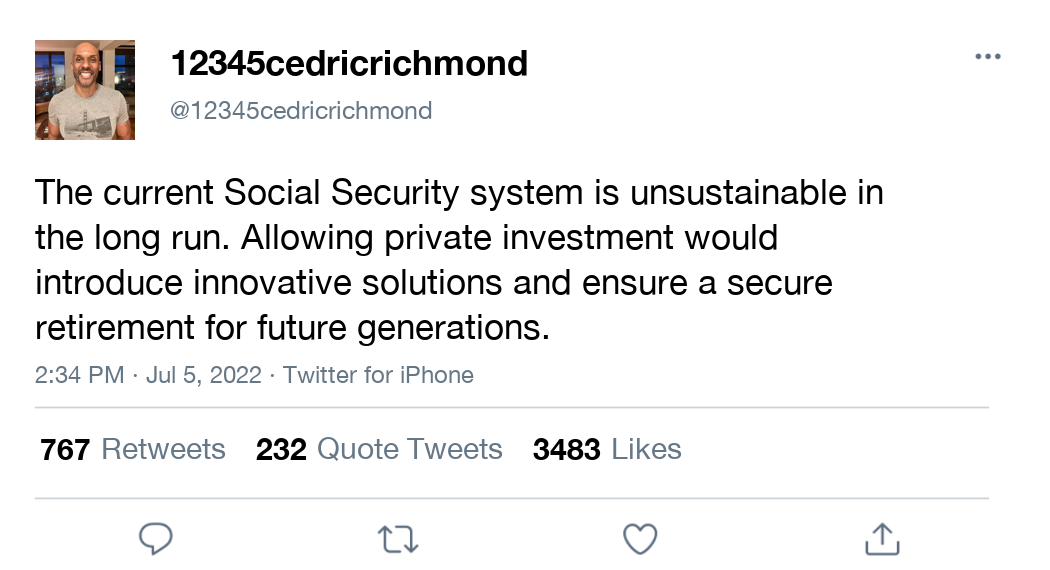 12345cedricrichmond
@12345cedricrichmond
The current Social Security system is unsustainable in
the long run. Allowing private investment would
introduce innovative solutions and ensure a secure
retirement for future generations.
2:34 PM · Jul 5, 2022 · Twitter for iPhone
767 Retweets 232 Quote Tweets 3483 Likes